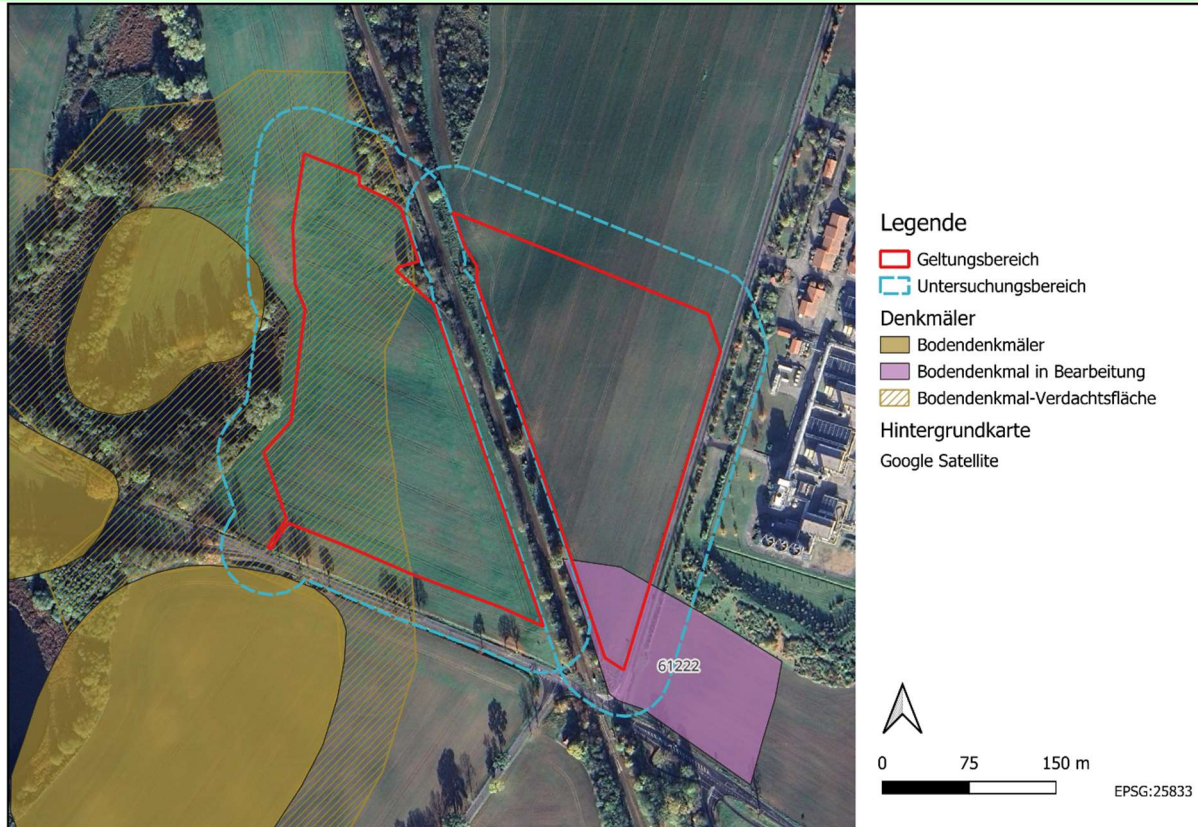 Legende
Geltungsbereich
Untersuchungsbereich
Denkmäler
Bodendenkmäler
Bodendenkmal in Bearbeitung
Bodendenkmal-Verdachtsfläche
Hintergrundkarte
Google Satellite
61222
0 75 150 m
EPSG:25833